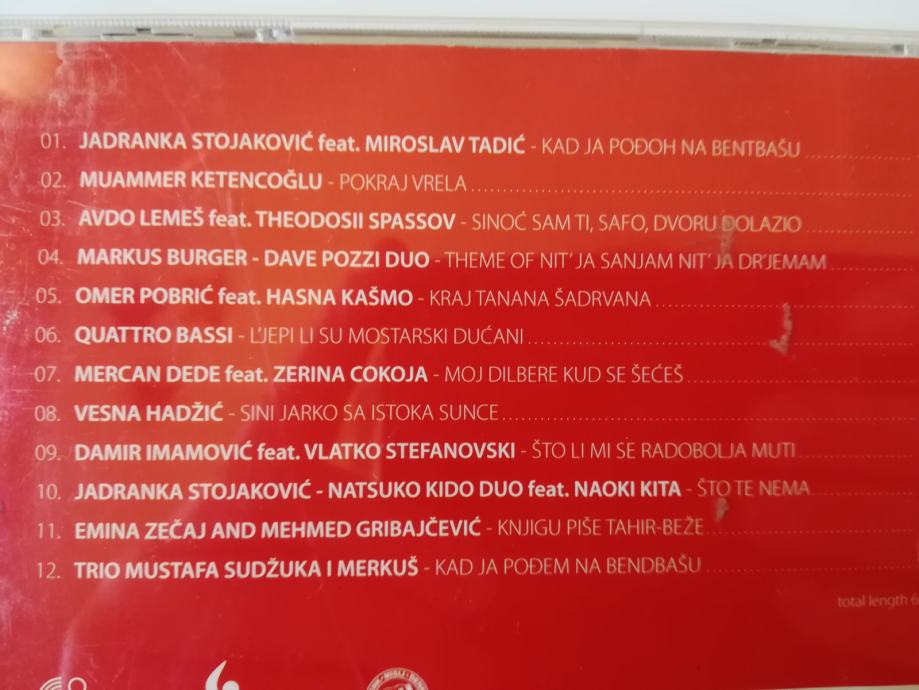 01. JADRANKA STOJAKOVIĆ feat. MIROSLAV TADIĆ - KAD JA POĐOH NA BENTBAŠU
02. MUAMMER KETENCOĞLU - POKRAJ VRELA
03. AVDO LEMEŠ feat. THEODOSII SPASSOV - SINOĆ SAM TI, SAFO, DVORU DOLAZIO
04. MARKUS BURGER - DAVE POZZI DUO - THEME OF NIT' JA SANJAM NIT' JA DR'JEMAM
05. OMER POBRIĆ feat. HASNA KAŠMO - KRAJ TANANA ŠADRVANA
06. QUATTRO BASSI - L'JEPI LI SU MOSTARSKI DUĆANI
07. MERCAN DEDE feat. ZERINA COKOJA - MOJ DILBERE KUD SE ŠEĆEŠ
08. VESNA HADŽIĆ - SINI JARKO SA ISTOKA SUNCE
09. DAMIR IMAMOVIĆ feat. VLATKO STEFANOVSKI - ŠTO LI MI SE RADOBOLJA MUTI
10. JADRANKA STOJAKOVIĆ - NATSUKO KIDO DUO feat. NAOKI KITA - ŠTO TE NEMA
11. EMINA ZEČAJ AND MEHMED GRIBAJČEVIĆ - KNJIGU PIŠE TAHIR-BEŽE
12. TRIO MUSTAFA SUDŽUKA I MERKUŠ - KAD JA POĐEM NA BENDBAŠU
total length 6